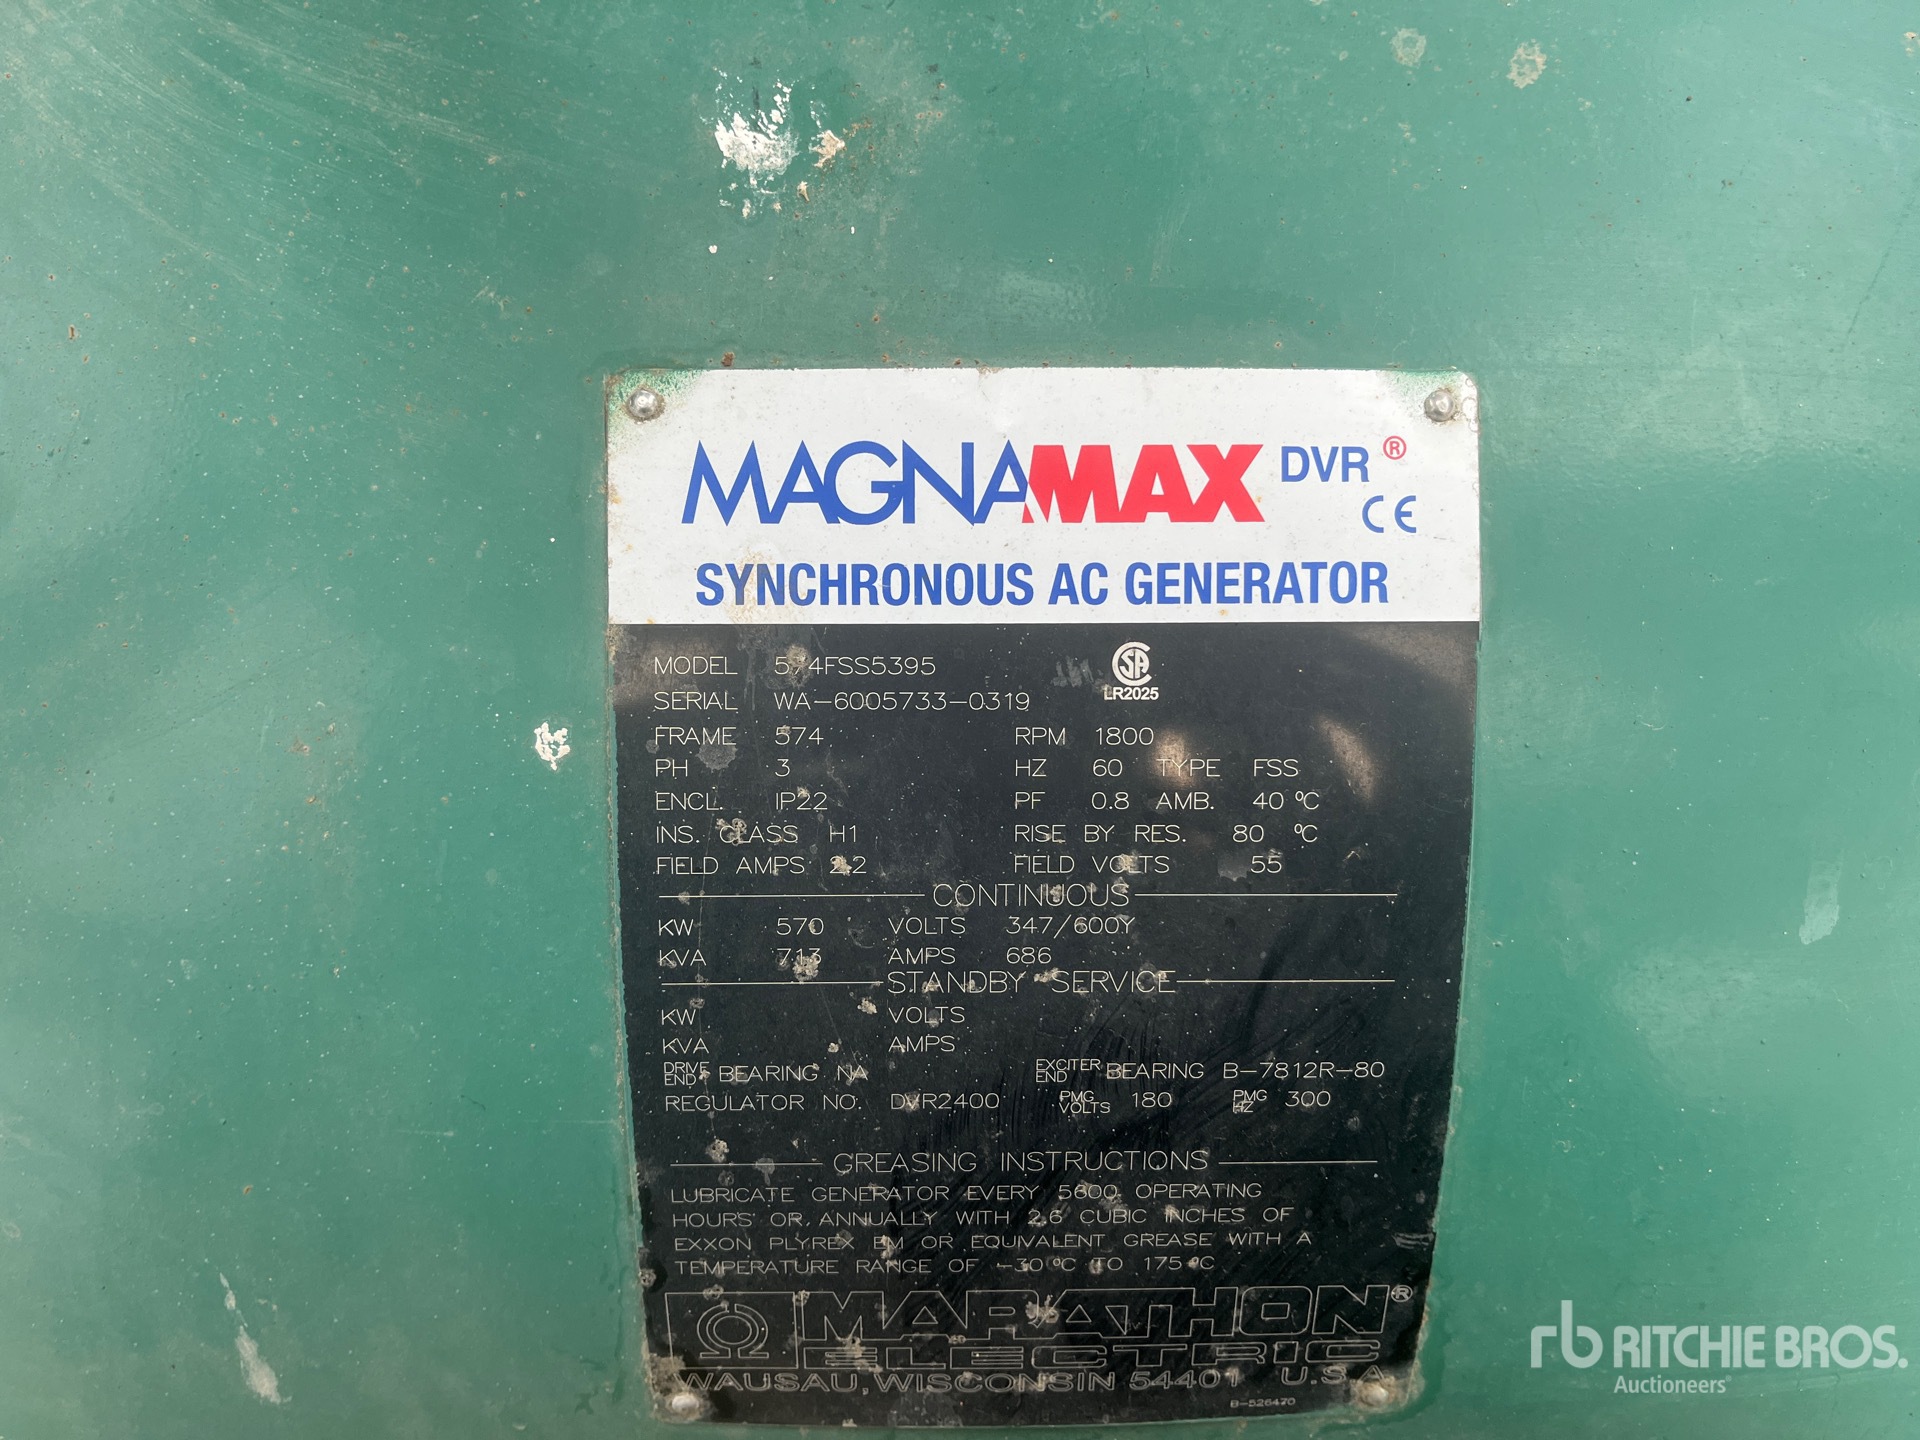 MAGNAMAX DVR ®
CE
SYNCHRONOUS AC GENERATOR
MODEL 574FSS5395
SERIAL WA-6005733-0319
LR2025
FRAME 574 RPM 1800
PH 3 HZ 60 TYPE FSS
ENCL. IP22 PF 0.8 AMB. 40 ºC
INS. CLASS H1 RISE BY RES. 80 ºC
FIELD AMPS 2.2 FIELD VOLTS 55
CONTINUOUS
KW 570 VOLTS 347/600Y
KVA 713 AMPS 686
STANDBY SERVICE
KW VOLTS
KVA AMPS
DRIVE END BEARING NA EXCITER END BEARING B-7812R-80
REGULATOR NO. DVR2400 PMG VOLTS 180 PMG HZ 300
GREASING INSTRUCTIONS
LUBRICATE GENERATOR EVERY 5600 OPERATING
HOURS OR ANNUALLY WITH 2.6 CUBIC INCHES OF
EXXON PLYREX EM OR EQUIVALENT GREASE WITH A
TEMPERATURE RANGE OF -30 ºC TO 175 ºC
MARATHON ®
ELECTRIC
WAUSAU, WISCONSIN 54401 U.S.A
B-526470
rb RITCHIE BROS.
Auctioneers